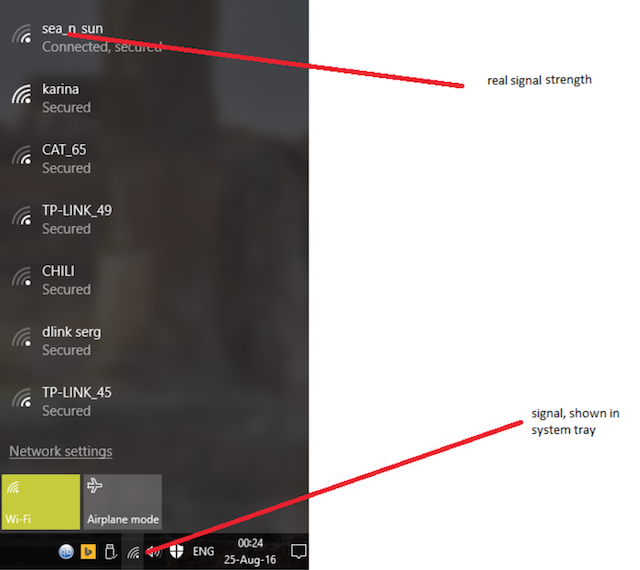 sea_n_sun
Connected, secured
real signal strength
karina
Secured
CAT_65
Secured
TP-LINK_49
Secured
CHILI
Secured
dlink serg
Secured
TP-LINK_45
Secured
signal, shown in
system tray
Network settings
Wi-Fi
Airplane mode
ENG
00:24
25-Aug-16